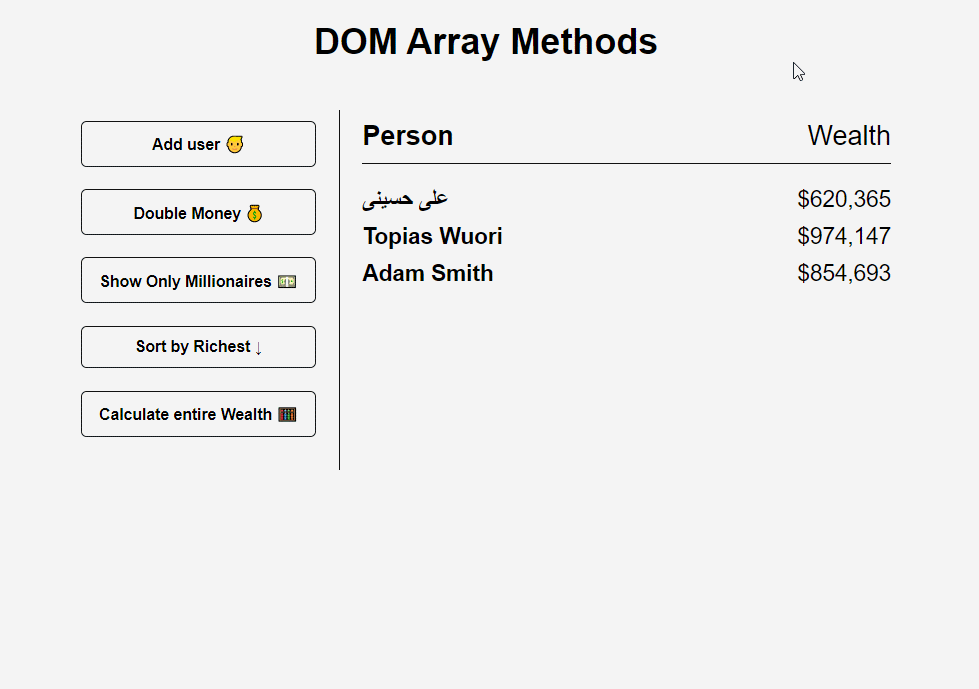 DOM Array Methods
Add user 👱
Double Money 💰
Show Only Millionaires 💵
Sort by Richest ↓
Calculate entire Wealth 🧮
Person Wealth
علی حسینی $620,365
Topias Wuori $974,147
Adam Smith $854,693